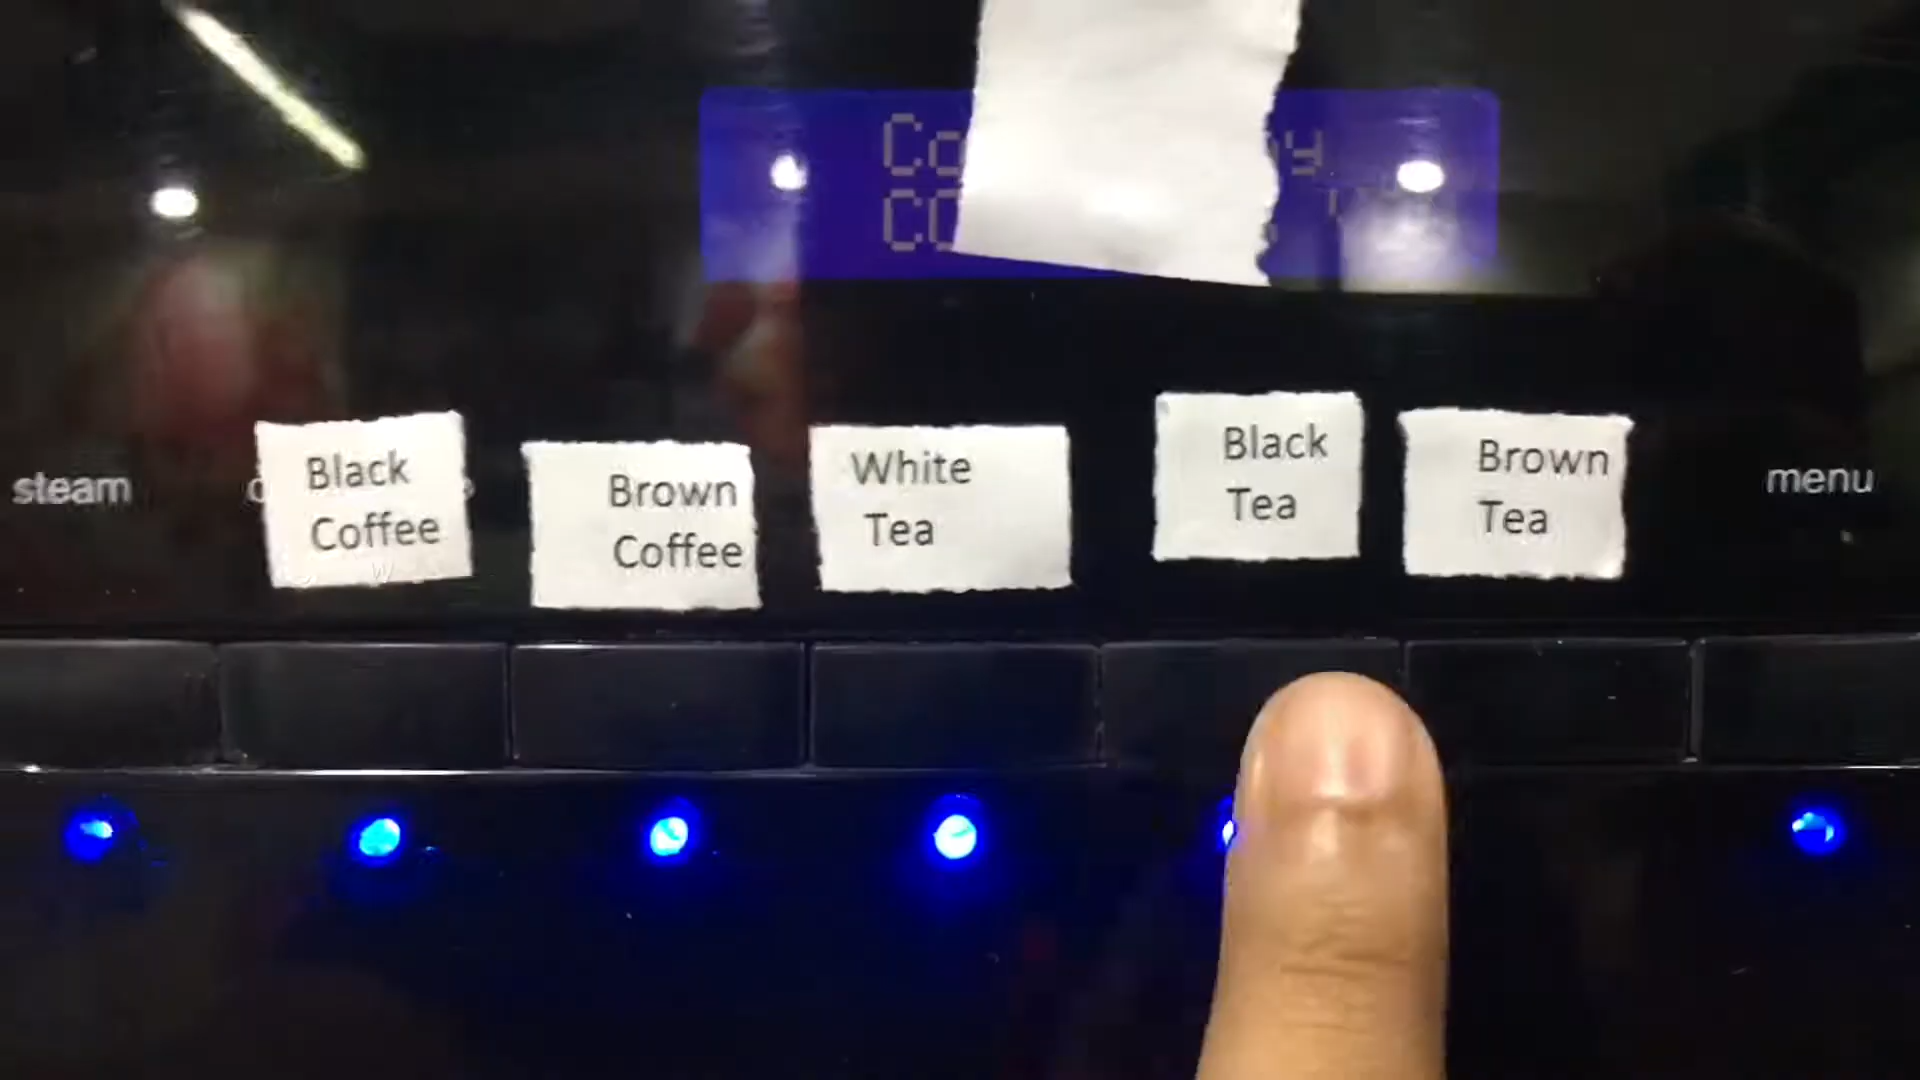 steam
Black
Coffee
Brown
Coffee
White
Tea
Black
Tea
Brown
Tea
menu